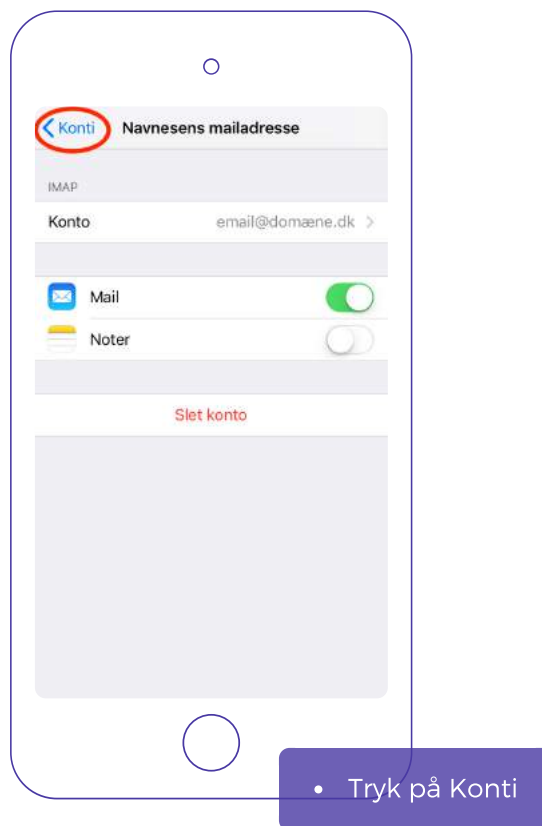 Konti Navnesens mailadresse
IMAP
Konto email@domæne.dk
Mail
Noter
Slet konto
• Tryk på Konti